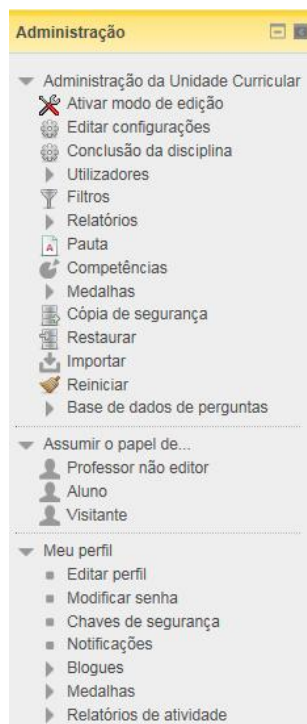 Administração
Administração da Unidade Curricular
Ativar modo de edição
Editar configurações
Conclusão da disciplina
Utilizadores
Filtros
Relatórios
Pauta
Competências
Medalhas
Cópia de segurança
Restaurar
Importar
Reiniciar
Base de dados de perguntas
Assumir o papel de...
Professor não editor
Aluno
Visitante
Meu perfil
Editar perfil
Modificar senha
Chaves de segurança
Notificações
Blogues
Medalhas
Relatórios de atividade